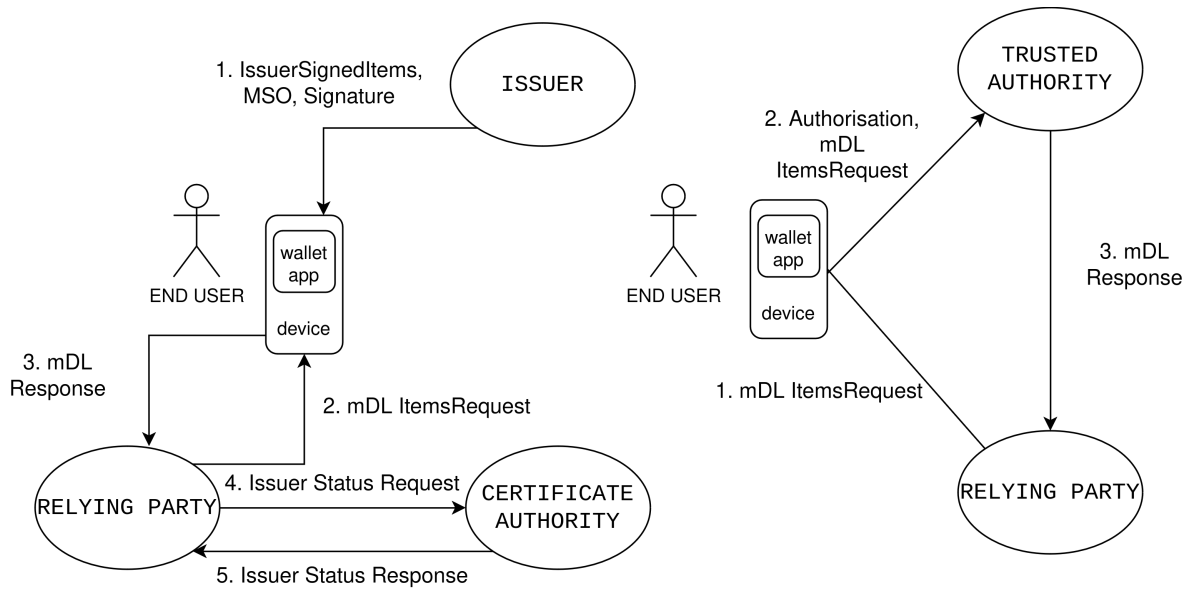 1. IssuerSignedItems,
MSO, Signature
ISSUER
wallet
app
device
END USER
3. mDL
Response
2. mDL ItemsRequest
RELYING PARTY
4. Issuer Status Request
CERTIFICATE
AUTHORITY
5. Issuer Status Response
TRUSTED
AUTHORITY
2. Authorisation,
mDL
ItemsRequest
wallet
app
device
END USER
3. mDL
Response
1. mDL ItemsRequest
RELYING PARTY